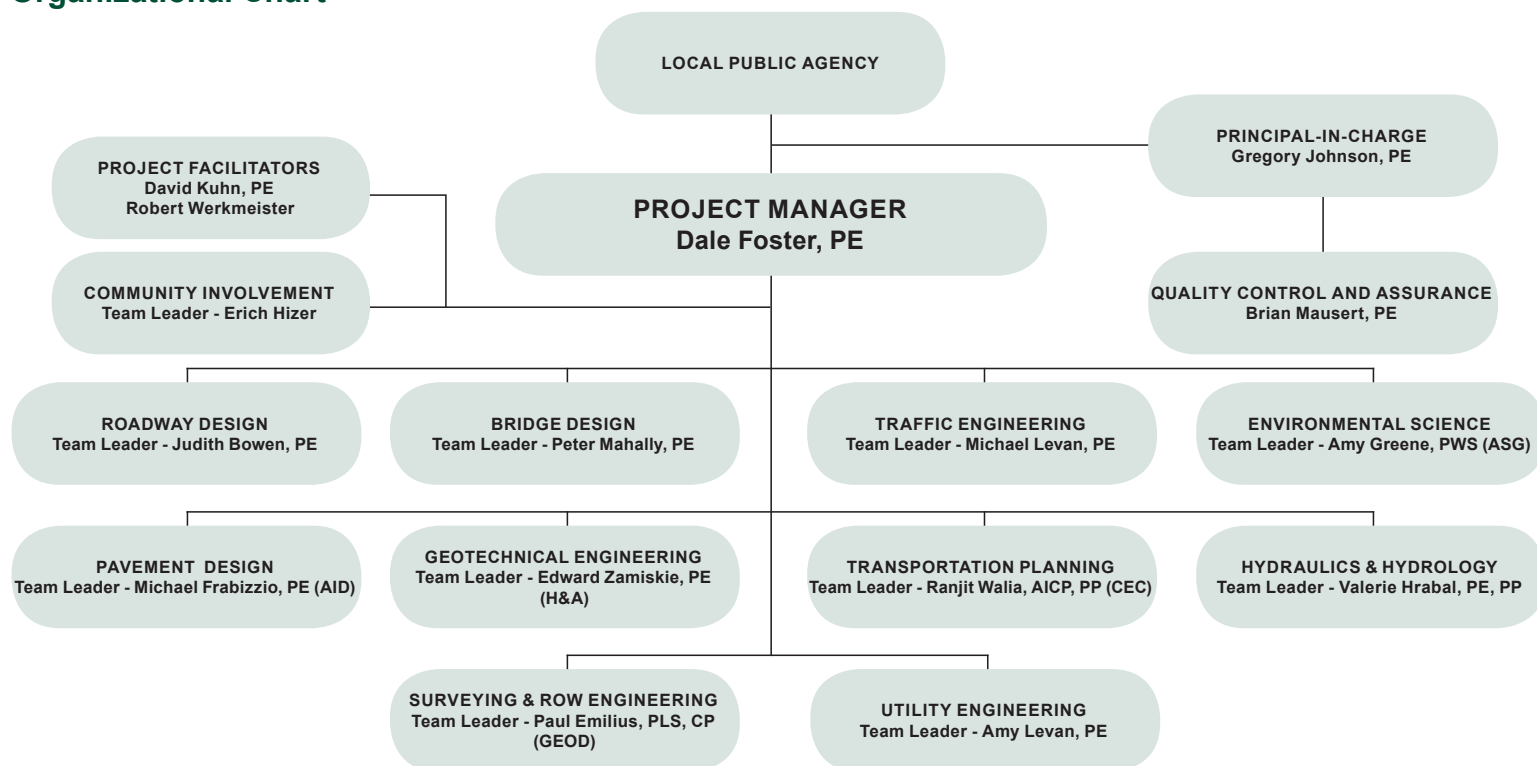 Organizational Chart
LOCAL PUBLIC AGENCY
PRINCIPAL-IN-CHARGE
Gregory Johnson, PE
PROJECT FACILITATORS
David Kuhn, PE
Robert Werkmeister
PROJECT MANAGER
Dale Foster, PE
COMMUNITY INVOLVEMENT
Team Leader - Erich Hizer
QUALITY CONTROL AND ASSURANCE
Brian Mausert, PE
ROADWAY DESIGN
Team Leader - Judith Bowen, PE
BRIDGE DESIGN
Team Leader - Peter Mahally, PE
TRAFFIC ENGINEERING
Team Leader - Michael Levan, PE
ENVIRONMENTAL SCIENCE
Team Leader - Amy Greene, PWS (ASG)
PAVEMENT DESIGN
Team Leader - Michael Frabizzio, PE (AID)
GEOTECHNICAL ENGINEERING
Team Leader - Edward Zamiskie, PE
(H&A)
TRANSPORTATION PLANNING
Team Leader - Ranjit Walia, AICP, PP (CEC)
HYDRAULICS & HYDROLOGY
Team Leader - Valerie Hrabal, PE, PP
SURVEYING & ROW ENGINEERING
Team Leader - Paul Emilius, PLS, CP
(GEOD)
UTILITY ENGINEERING
Team Leader - Amy Levan, PE